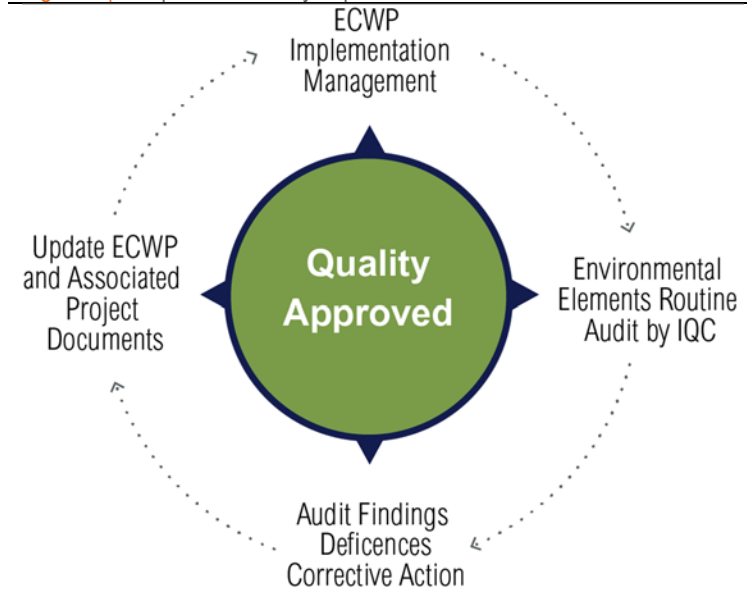 ECWP
Implementation
Management
Environmental
Elements Routine
Audit by IQC
Audit Findings
Deficences
Corrective Action
Update ECWP
and Associated
Project
Documents
Quality
Approved